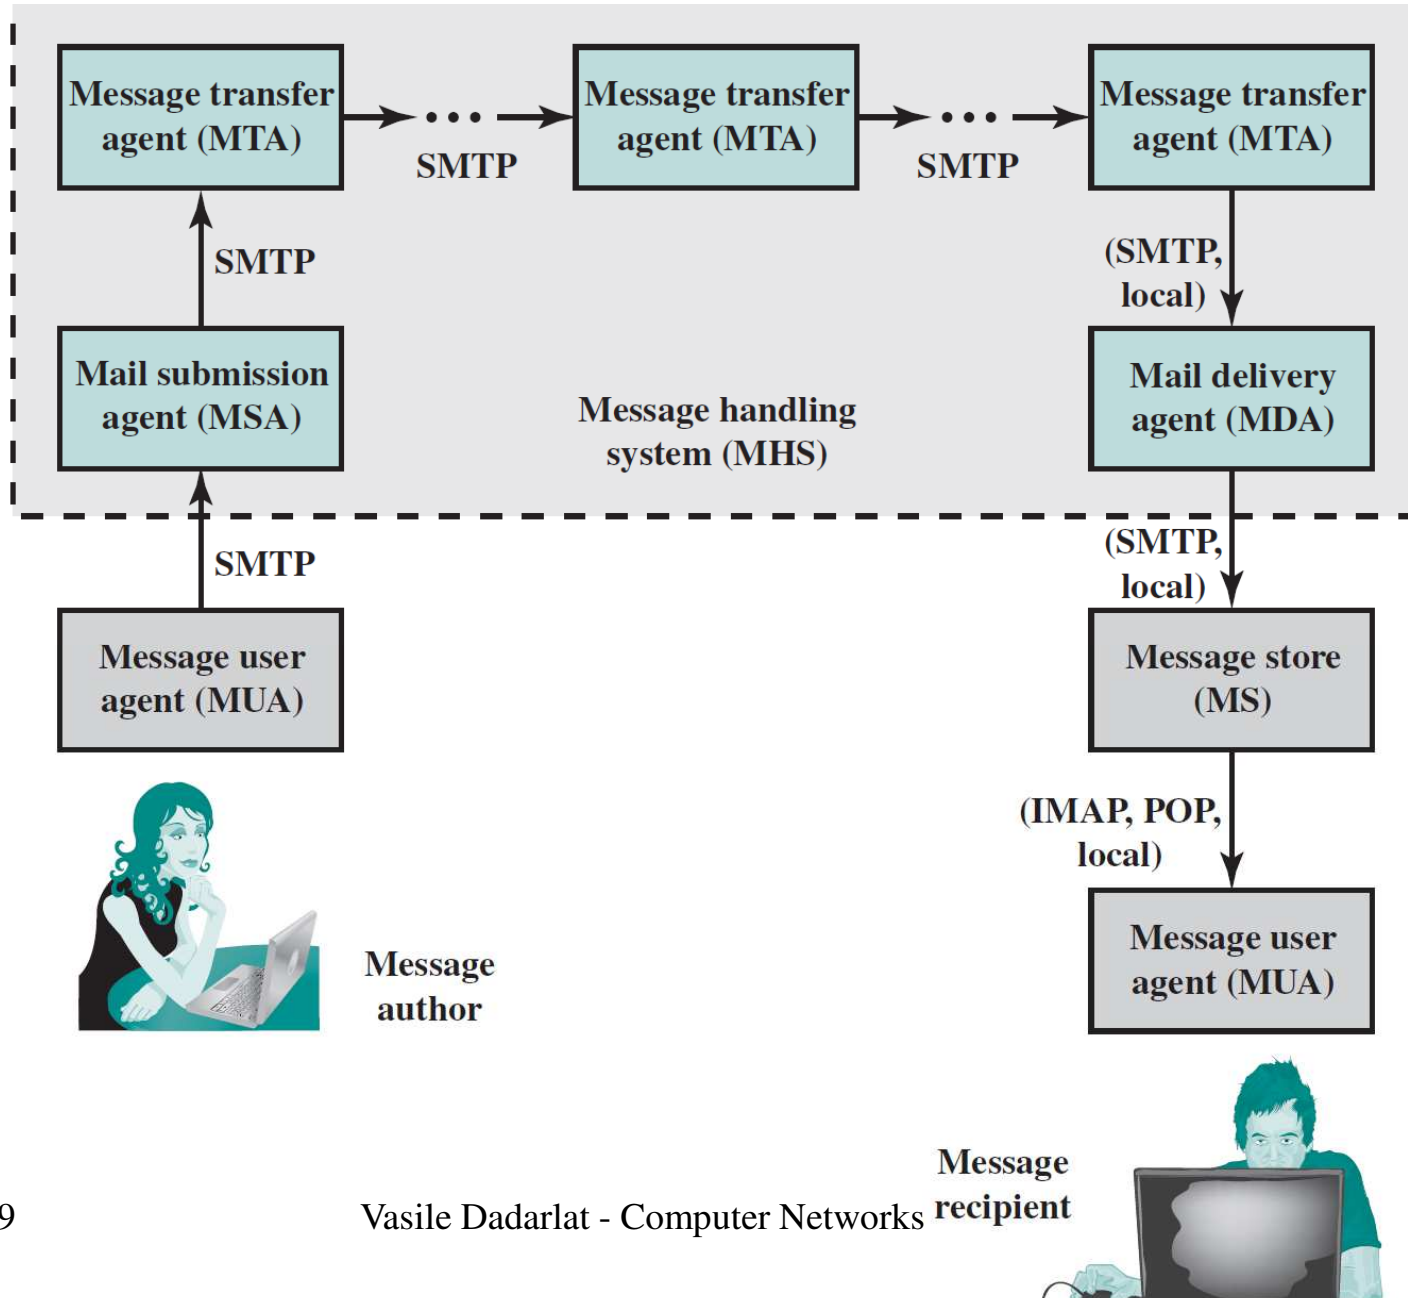 Message transfer
agent (MTA)
SMTP
Message transfer
agent (MTA)
SMTP
Message transfer
agent (MTA)
SMTP
(SMTP,
local)
Mail submission
agent (MSA)
Message handling
system (MHS)
Mail delivery
agent (MDA)
SMTP
(SMTP,
local)
Message user
agent (MUA)
Message store
(MS)
(IMAP, POP,
local)
Message
author
Message user
agent (MUA)
Message
recipient
9
Vasile Dadarlat - Computer Networks